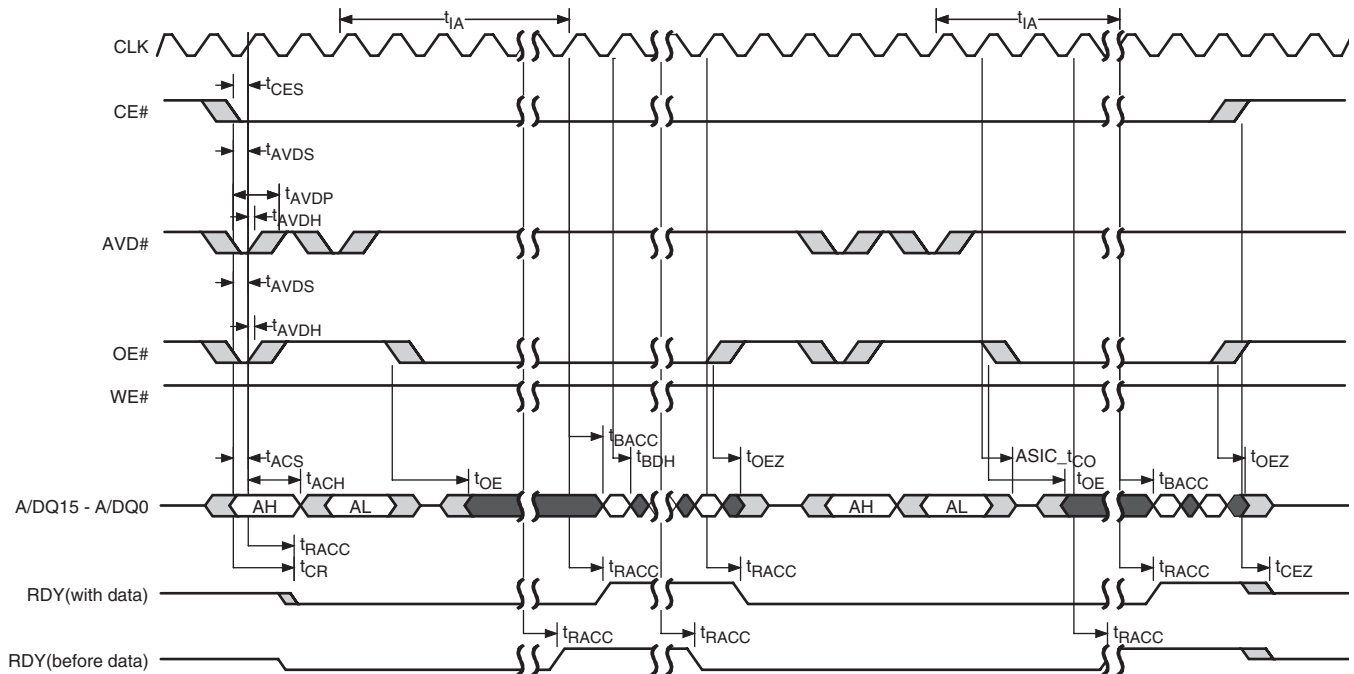 tIA tIA
CLK
tCES
CE#
tAVDS
tAVDP
tAVDH
AVD#
tAVDS
tAVDH
OE#
WE#
tBACC
tACS tBDH tOEZ ASIC_tCO tOEZ
tACH tOE tOE tBACC
A/DQ15 - A/DQ0 AH AL AH AL
tRACC
tCR tRACC tRACC tRACC tCEZ
RDY(with data)
tRACC tRACC tRACC
RDY(before data)